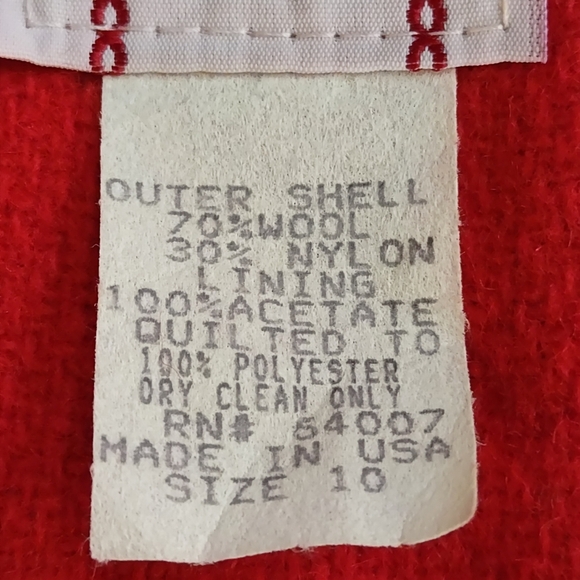 OUTER SHELL
70%WOOL
30% NYLON
LINING
100%ACETATE
QUILTED TO
100% POLYESTER
DRY CLEAN ONLY
RN# 64007
MADE IN USA
SIZE 10